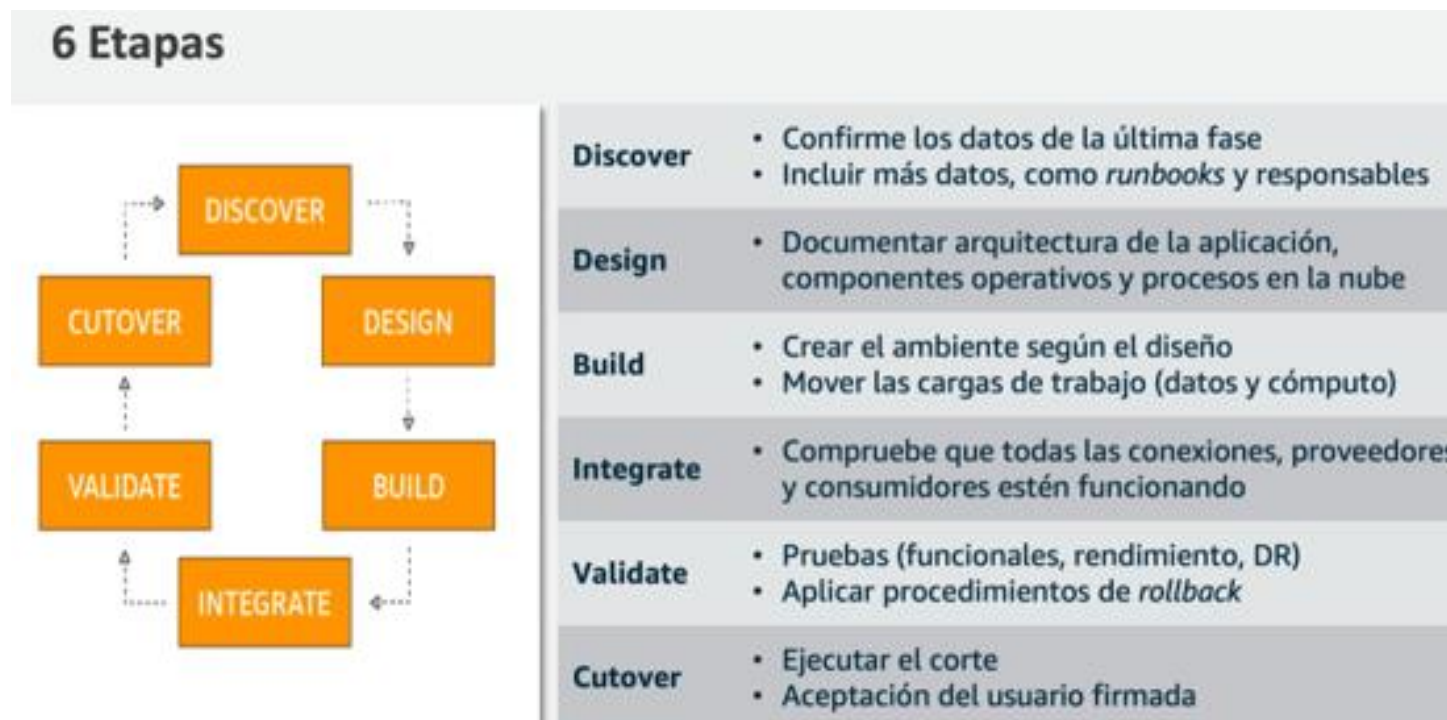 6 Etapas
DISCOVER
CUTOVER
DESIGN
VALIDATE
BUILD
INTEGRATE
Discover
• Confirme los datos de la última fase
• Incluir más datos, como runbooks y responsables
Design
• Documentar arquitectura de la aplicación,
componentes operativos y procesos en la nube
Build
• Crear el ambiente según el diseño
• Mover las cargas de trabajo (datos y cómputo)
Integrate
• Compruebe que todas las conexiones, proveedores
y consumidores estén funcionando
Validate
• Pruebas (funcionales, rendimiento, DR)
• Aplicar procedimientos de rollback
Cutover
• Ejecutar el corte
• Aceptación del usuario firmada